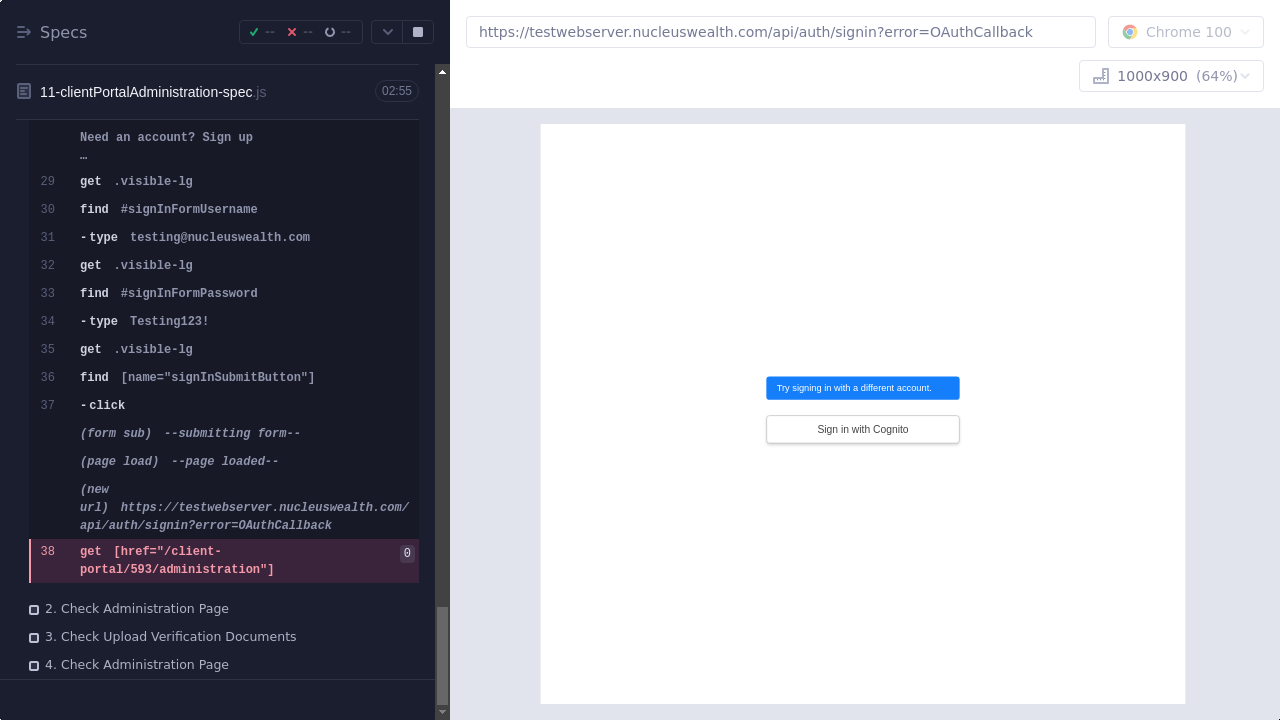 Specs
--
--
--
11-clientPortalAdministration-spec.js
02:55
Need an account? Sign up
…
29 get .visible-lg
30 find #signInFormUsername
31 -type testing@nucleuswealth.com
32 get .visible-lg
33 find #signInFormPassword
34 -type Testing123!
35 get .visible-lg
36 find [name="signInSubmitButton"]
37 -click
(form sub) --submitting form--
(page load) --page loaded--
(new
url) https://testwebserver.nucleuswealth.com/
api/auth/signin?error=OAuthCallback
38 get [href="/client-
portal/593/administration"]
0
2. Check Administration Page
3. Check Upload Verification Documents
4. Check Administration Page
https://testwebserver.nucleuswealth.com/api/auth/signin?error=OAuthCallback
Chrome 100
1000x900 (64%)
Try signing in with a different account.
Sign in with Cognito